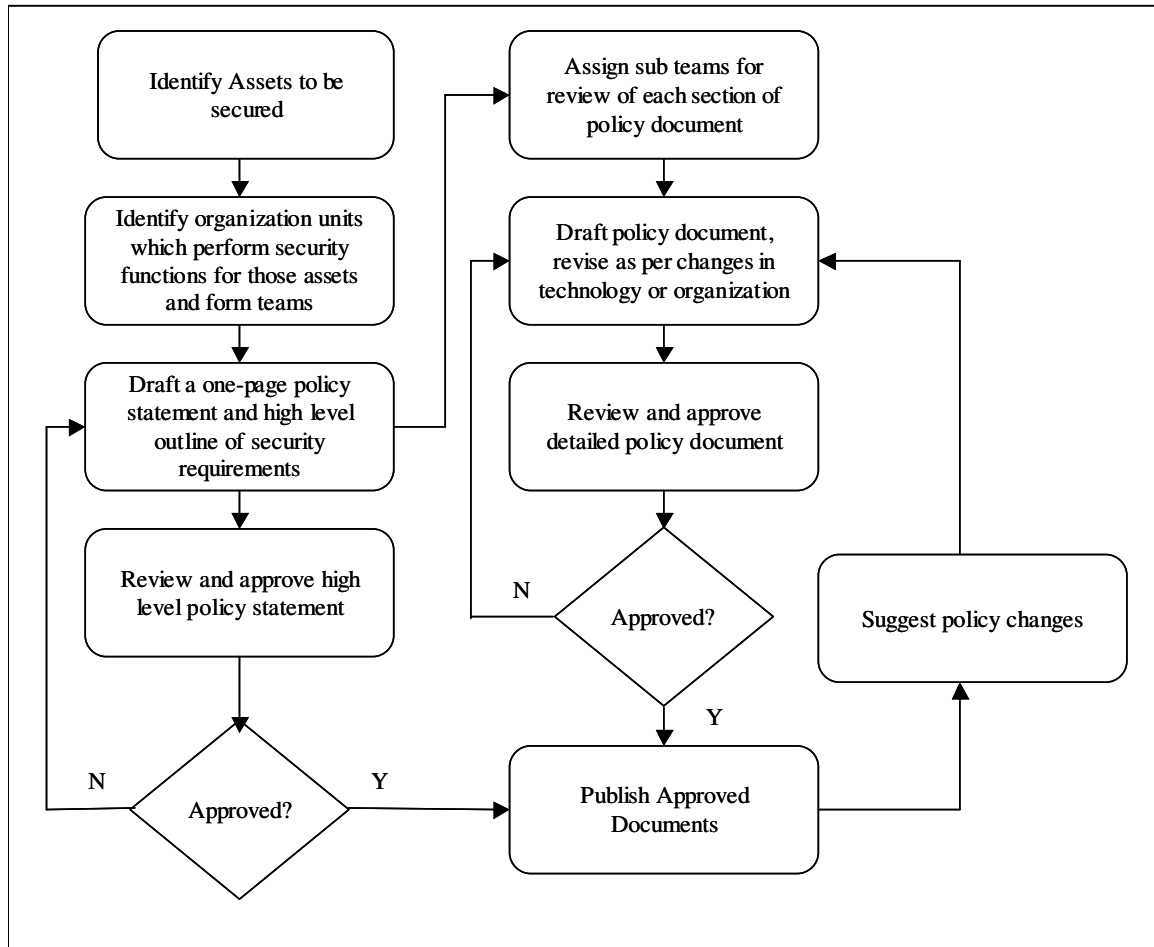 Identify Assets to be
secured
Identify organization units
which perform security
functions for those assets
and form teams
Draft a one-page policy
statement and high level
outline of security
requirements
Review and approve high
level policy statement
Approved?
N
Y
Assign sub teams for
review of each section of
policy document
Draft policy document,
revise as per changes in
technology or organization
Review and approve
detailed policy document
Approved?
N
Y
Publish Approved
Documents
Suggest policy changes